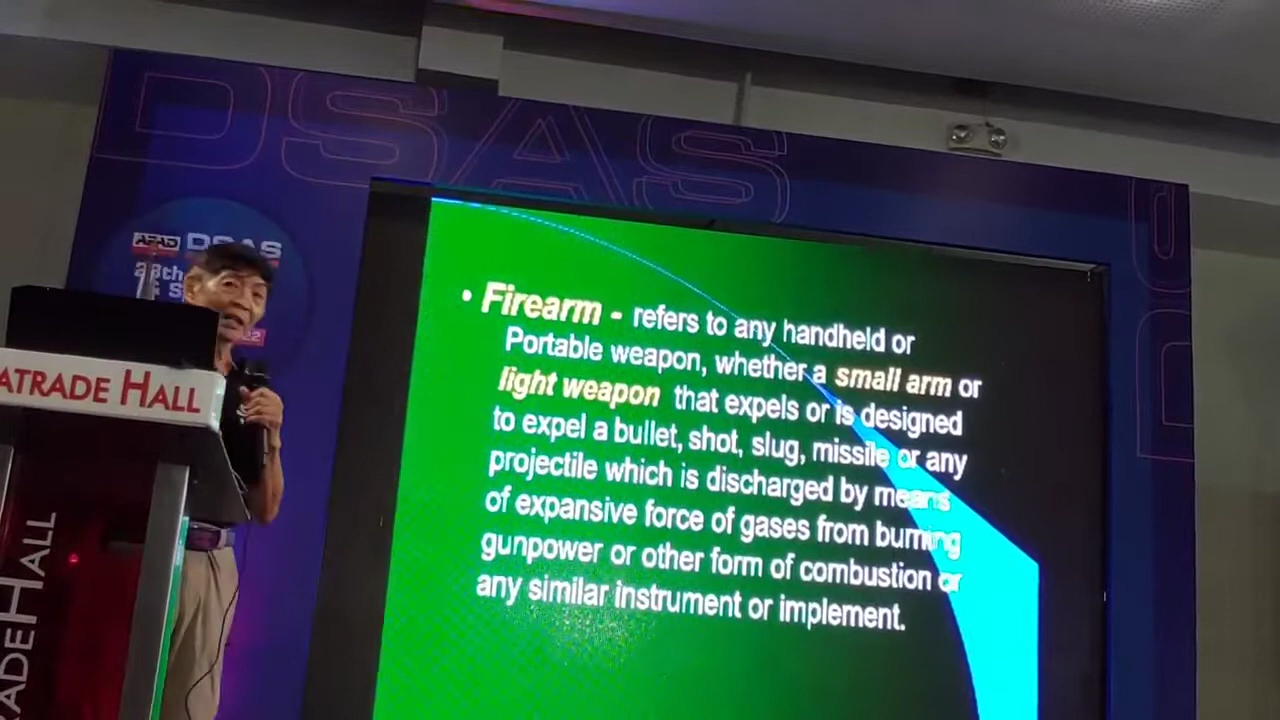 DSAS
D
AFAD DSAS
28th
& S
22
ATRADE HALL
RADEHALL
• Firearm - refers to any handheld or
Portable weapon, whether a small arm or
light weapon that expels or is designed
to expel a bullet, shot, slug, missile or any
projectile which is discharged by means
of expansive force of gases from burning
gunpower or other form of combustion or
any similar instrument or implement.